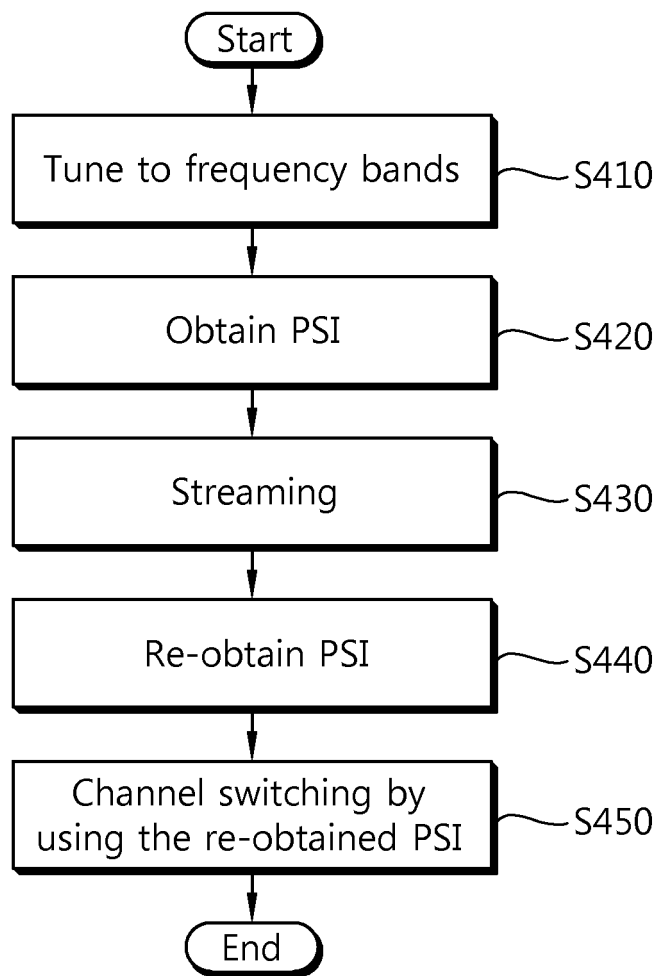 Start
Tune to frequency bands
S410
Obtain PSI
S420
Streaming
S430
Re-obtain PSI
S440
Channel switching by
using the re-obtained PSI
S450
End